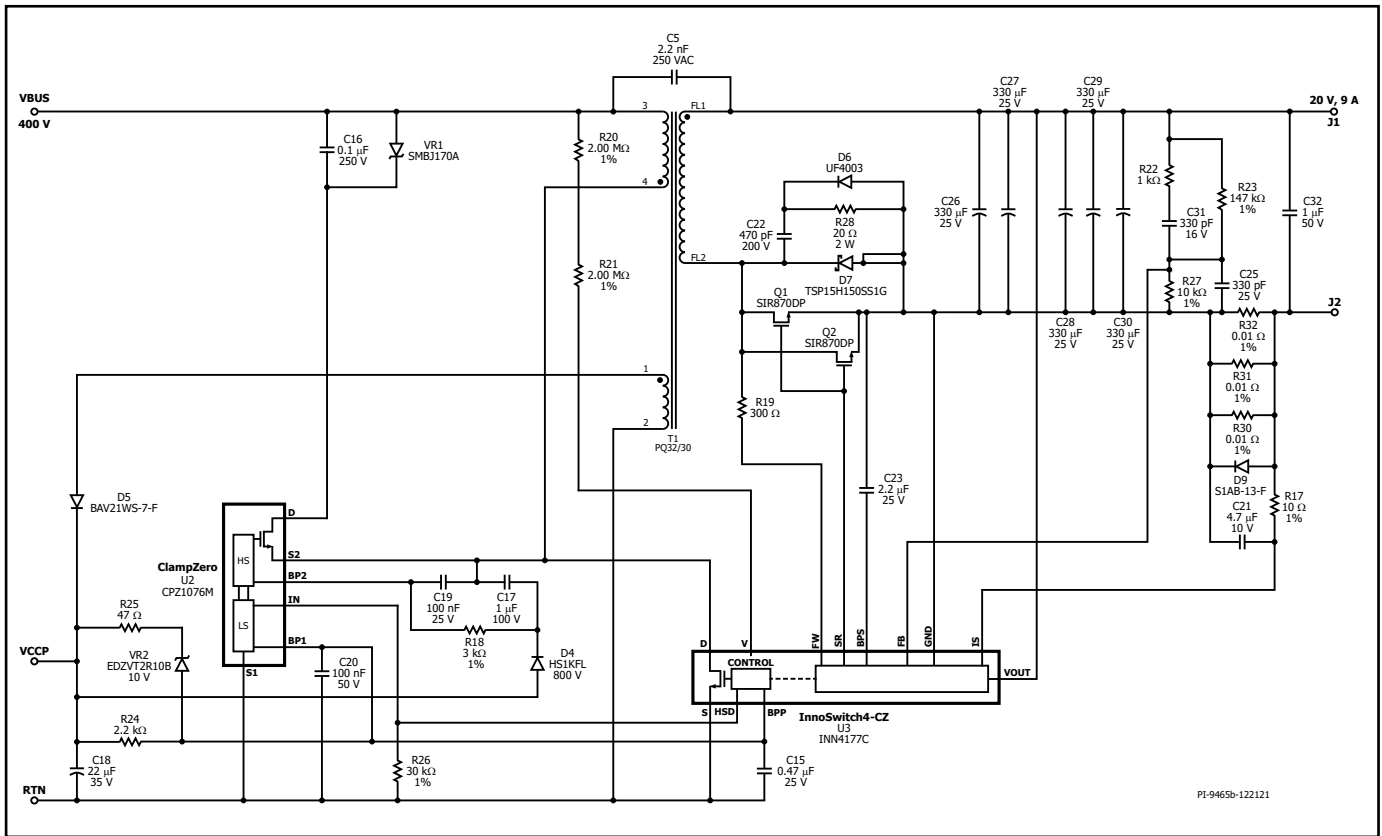 C5
2.2 nF
250 VAC
VBUS
400 V
C16
0.1 µF
250 V
VR1
SMBJ170A
R20
2.00 MΩ
1%
R21
2.00 MΩ
1%
3
4
1
2
T1
PQ32/30
FL1
FL2
D6
UF4003
R28
20 Ω
2 W
C22
470 pF
200 V
D7
TSP15H150SS1G
Q1
SIR870DP
Q2
SIR870DP
R19
300 Ω
C23
2.2 µF
25 V
C26
330 µF
25 V
C27
330 µF
25 V
C28
330 µF
25 V
C29
330 µF
25 V
C30
330 µF
25 V
R22
1 kΩ
C31
330 pF
16 V
R23
147 kΩ
1%
R27
10 kΩ
1%
C25
330 pF
25 V
C32
1 µF
50 V
20 V, 9 A
J1
J2
R32
0.01 Ω
1%
R31
0.01 Ω
1%
R30
0.01 Ω
1%
D9
S1AB-13-F
C21
4.7 µF
10 V
R17
10 Ω
1%
D5
BAV21WS-7-F
ClampZero
U2
CPZ1076M
HS
LS
D
S2
BP2
IN
BP1
S1
C19
100 nF
25 V
C17
1 µF
100 V
R18
3 kΩ
1%
D4
HS1KFL
800 V
R25
47 Ω
VR2
EDZVT2R10B
10 V
VCCP
C20
100 nF
50 V
R24
2.2 kΩ
C18
22 µF
35 V
RTN
R26
30 kΩ
1%
C15
0.47 µF
25 V
D
V
FW
SR
BPS
FB
GND
IS
CONTROL
VOUT
S
HSD
BPP
InnoSwitch4-CZ
U3
INN4177C
PI-9465b-122121